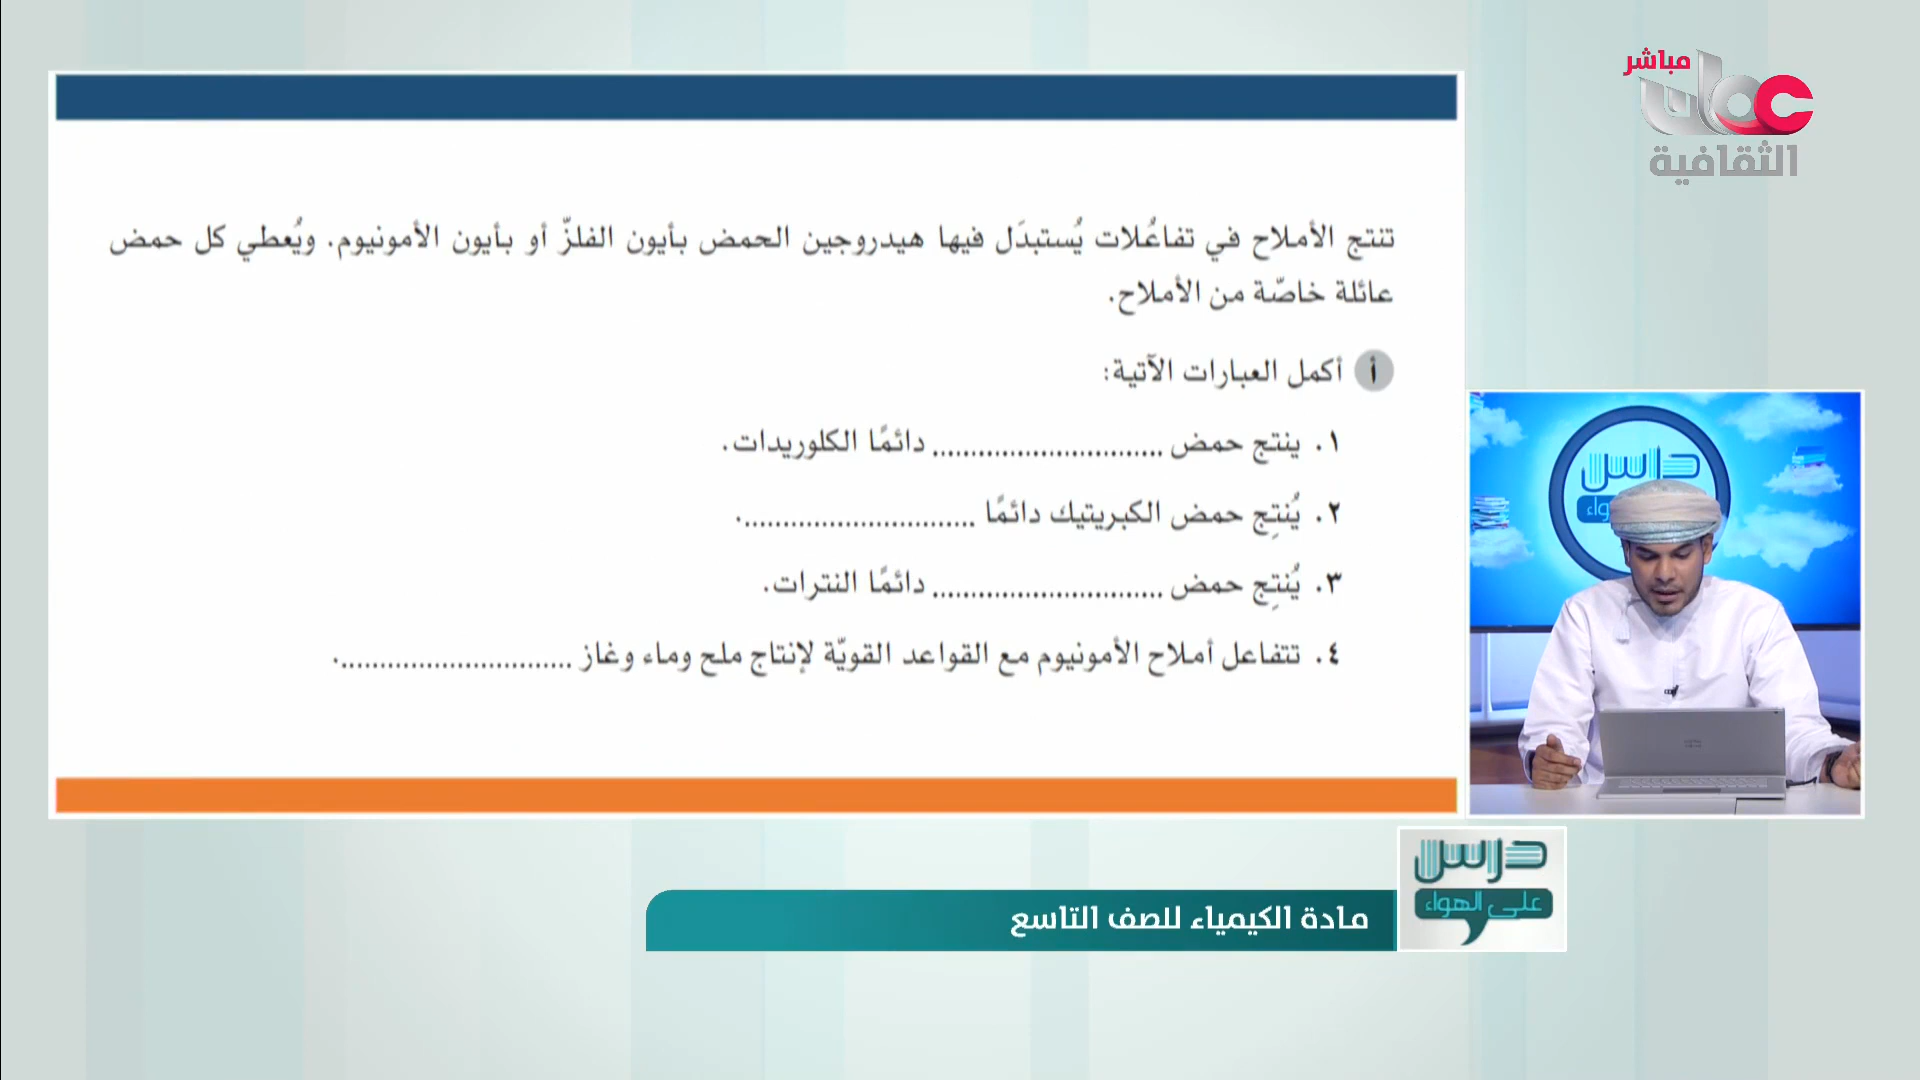 مباشر
عمان
الثقافية
تنتج الأملاح في تفاعُلات يُستبدَل فيها هيدروجين الحمض بأيون الفلزّ أو بأيون الأمونيوم. ويُعطي كل حمض
عائلة خاصّة من الأملاح.
أ أكمل العبارات الآتية:
١. ينتج حمض .............................. دائمًا الكلوريدات.
٢. يُنتِج حمض الكبريتيك دائمًا ...............................
٣. يُنتِج حمض .............................. دائمًا النترات.
٤. تتفاعل أملاح الأمونيوم مع القواعد القويّة لإنتاج ملح وماء وغاز ...............................
درس
درس
على الهواء
مادة الكيمياء للصف التاسع